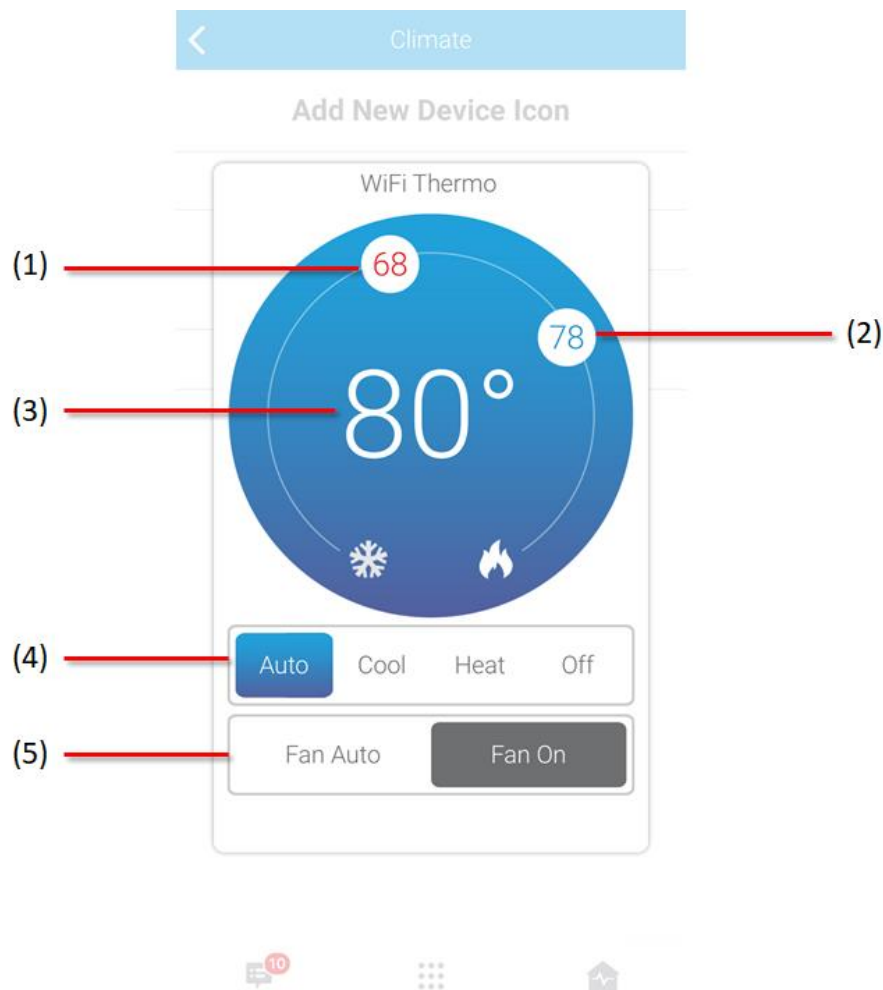 Climate
Add New Device Icon
WiFi Thermo
(1) 68
78 (2)
(3) 80°
(4) Auto Cool Heat Off
(5) Fan Auto Fan On
10